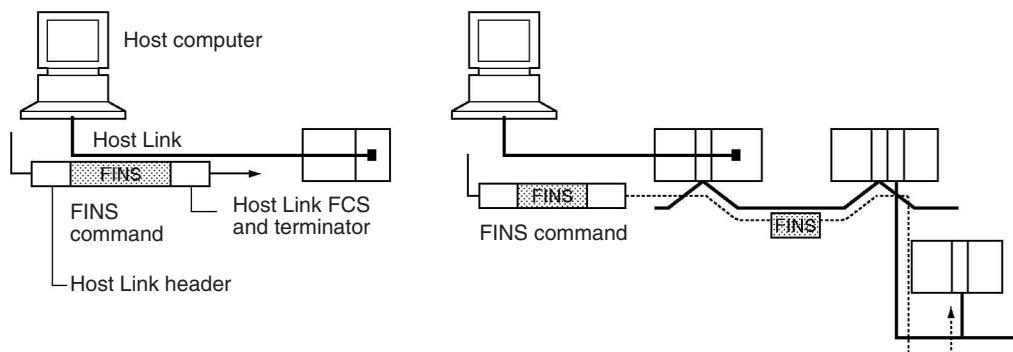 Host computer
Host Link
FINS
FINS
command
Host Link FCS
and terminator
Host Link header
FINS
FINS command
FINS